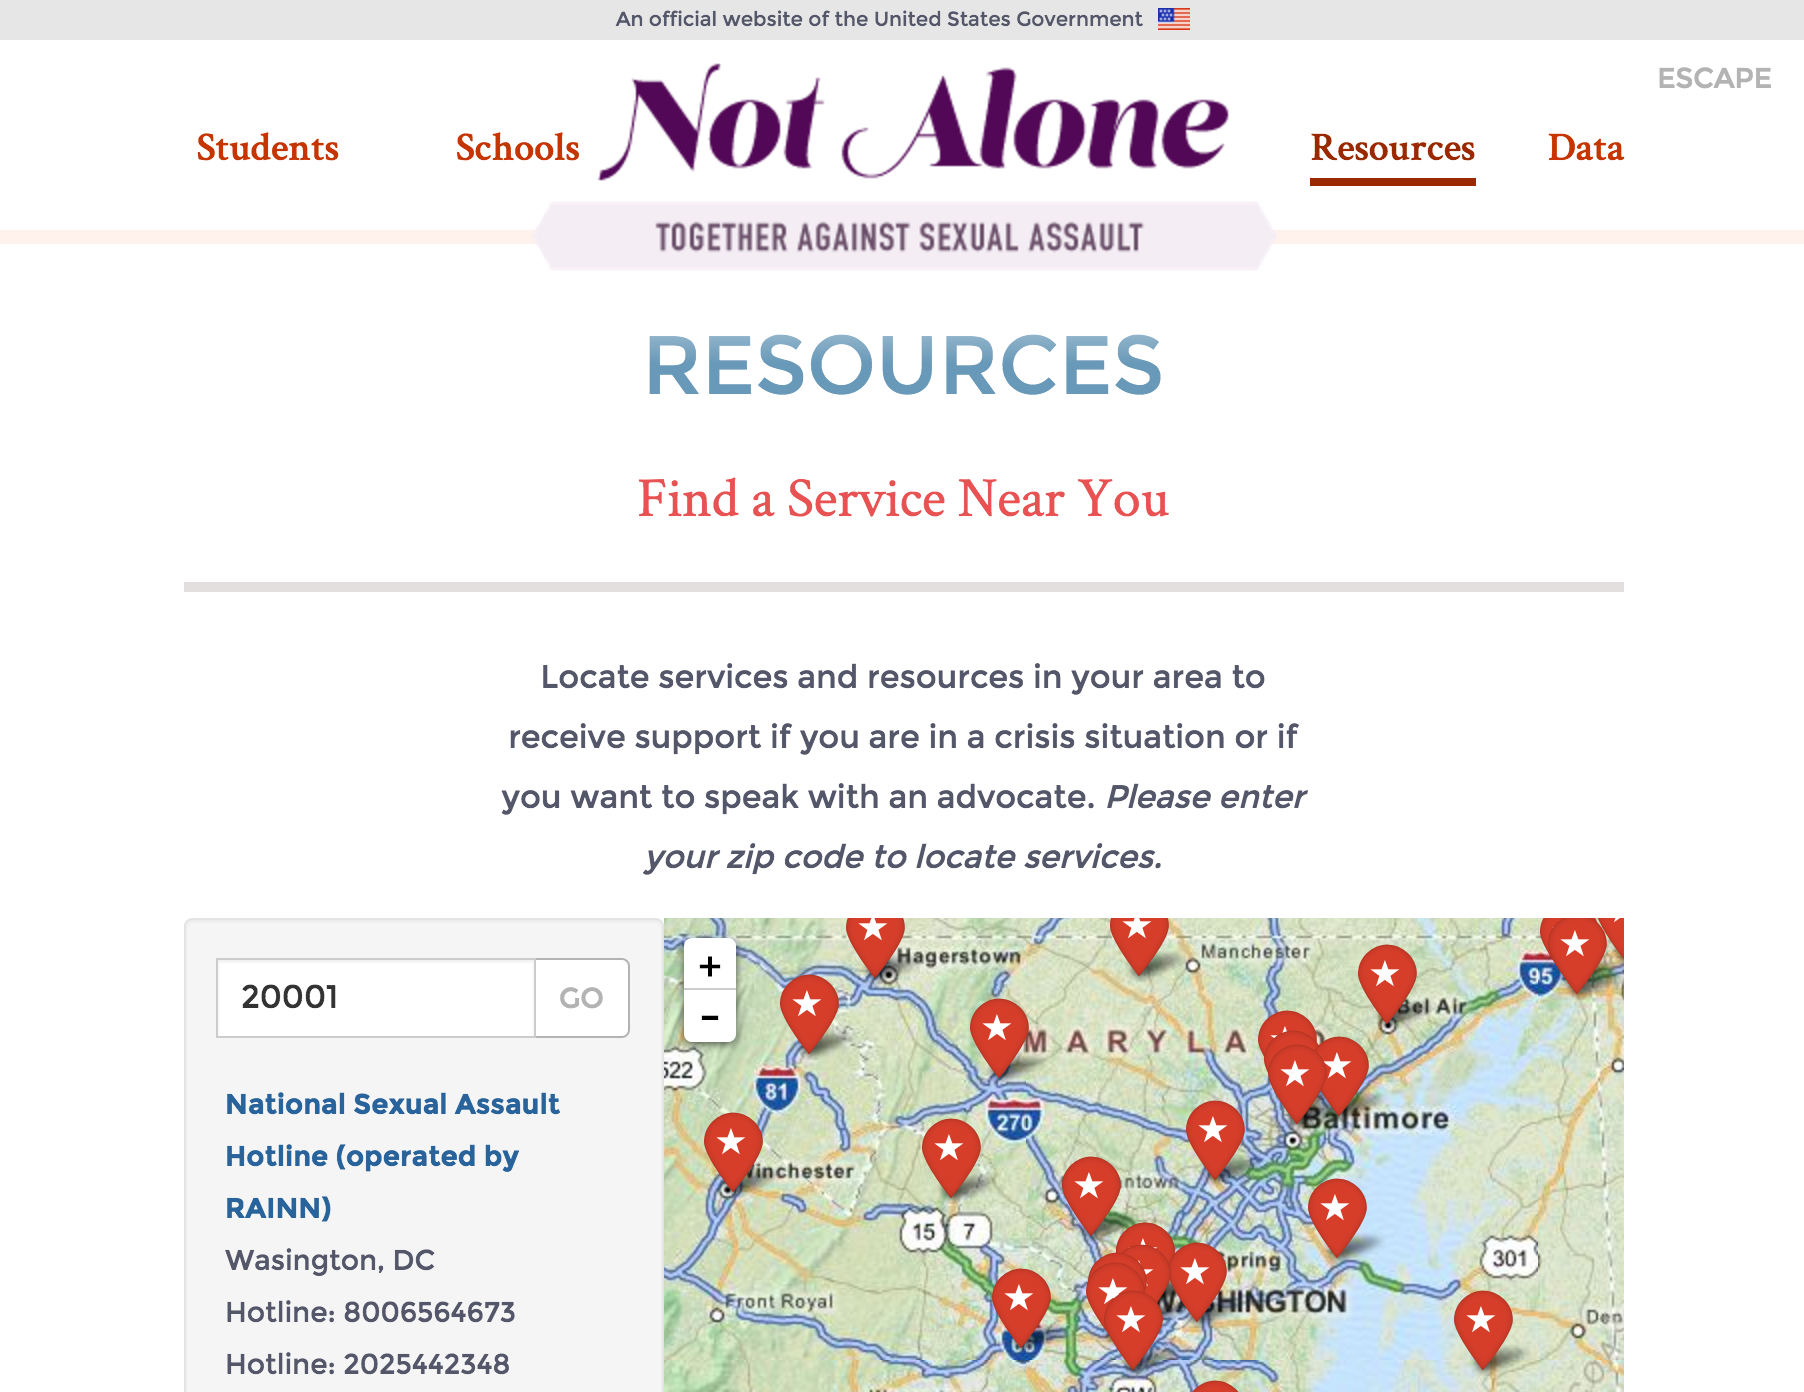 An official website of the United States Government
ESCAPE
Students
Schools
Not Alone
Resources
Data
TOGETHER AGAINST SEXUAL ASSAULT
RESOURCES
Find a Service Near You
Locate services and resources in your area to
receive support if you are in a crisis situation or if
you want to speak with an advocate. Please enter
your zip code to locate services.
20001
GO
National Sexual Assault
Hotline (operated by
RAINN)
Wasington, DC
Hotline: 8006564673
Hotline: 2025442348
+
-
Hagerstown
Manchester
95
Bel Air
MARYLA
522
81
270
Baltimore
inchester
ntown
15
7
pring
301
Front Royal
WASHINGTON
Den
66